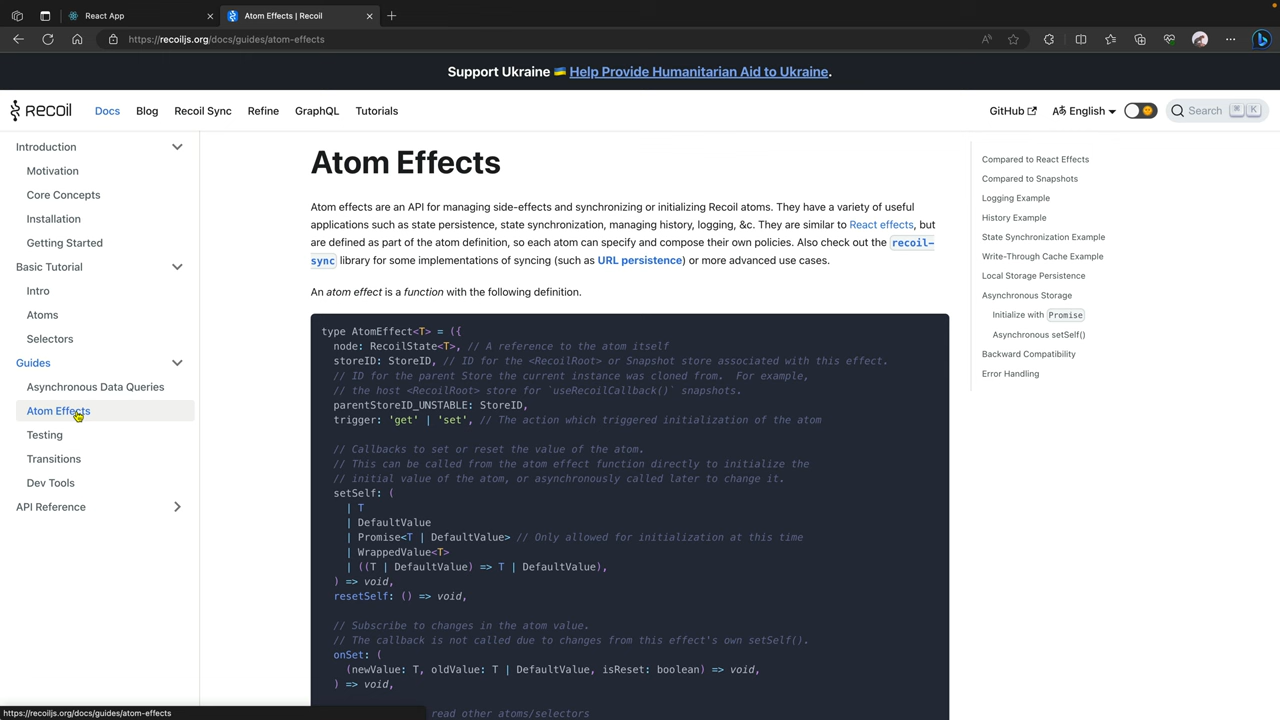 React App
Atom Effects | Recoil
https://recoiljs.org/docs/guides/atom-effects
Support Ukraine 🇺🇦 Help Provide Humanitarian Aid to Ukraine.
Recoil
Docs
Blog
Recoil Sync
Refine
GraphQL
Tutorials
GitHub
English
Search
⌘ K
Introduction
Motivation
Core Concepts
Installation
Getting Started
Basic Tutorial
Intro
Atoms
Selectors
Guides
Asynchronous Data Queries
Atom Effects
Testing
Transitions
Dev Tools
API Reference
Atom Effects
Atom effects are an API for managing side-effects and synchronizing or initializing Recoil atoms. They have a variety of useful
applications such as state persistence, state synchronization, managing history, logging, &c. They are similar to React effects, but
are defined as part of the atom definition, so each atom can specify and compose their own policies. Also check out the recoil-
sync library for some implementations of syncing (such as URL persistence) or more advanced use cases.
An atom effect is a function with the following definition.
type AtomEffect<T> = ({
node: RecoilState<T>, // A reference to the atom itself
storeID: StoreID, // ID for the <RecoilRoot> or Snapshot store associated with this effect.
// ID for the parent Store the current instance was cloned from. For example,
// the host <RecoilRoot> store for `useRecoilCallback()` snapshots.
parentStoreID_UNSTABLE: StoreID,
trigger: 'get' | 'set', // The action which triggered initialization of the atom
// Callbacks to set or reset the value of the atom.
// This can be called from the atom effect function directly to initialize the
// initial value of the atom, or asynchronously called later to change it.
setSelf: (
| T
| DefaultValue
| Promise<T | DefaultValue> // Only allowed for initialization at this time
| WrappedValue<T>
| ((T | DefaultValue) => T | DefaultValue),
) => void,
resetSelf: () => void,
// Subscribe to changes in the atom value.
// The callback is not called due to changes from this effect's own setSelf().
onSet: (
(newValue: T, oldValue: T | DefaultValue, isReset: boolean) => void,
) => void,
read other atoms/selectors
Compared to React Effects
Compared to Snapshots
Logging Example
History Example
State Synchronization Example
Write-Through Cache Example
Local Storage Persistence
Asynchronous Storage
Initialize with Promise
Asynchronous setSelf()
Backward Compatibility
Error Handling
https://recoiljs.org/docs/guides/atom-effects